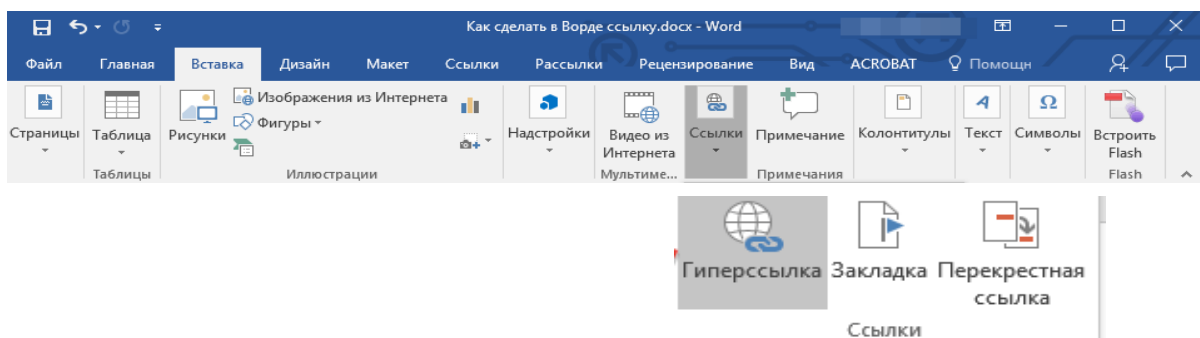 Как сделать в Ворде ссылку.docx - Word
Файл Главная Вставка Дизайн Макет Ссылки Рассылки Рецензирование Вид ACROBAT Помощн
Страницы Таблица Рисунки Изображения из Интернета Фигуры Надстройки Видео из Интернета Ссылки Примечание Колонтитулы Текст Символы Встроить Flash
Таблицы Иллюстрации Мультиме... Примечания Flash
Гиперссылка Закладка Перекрестная
ссылка
Ссылки